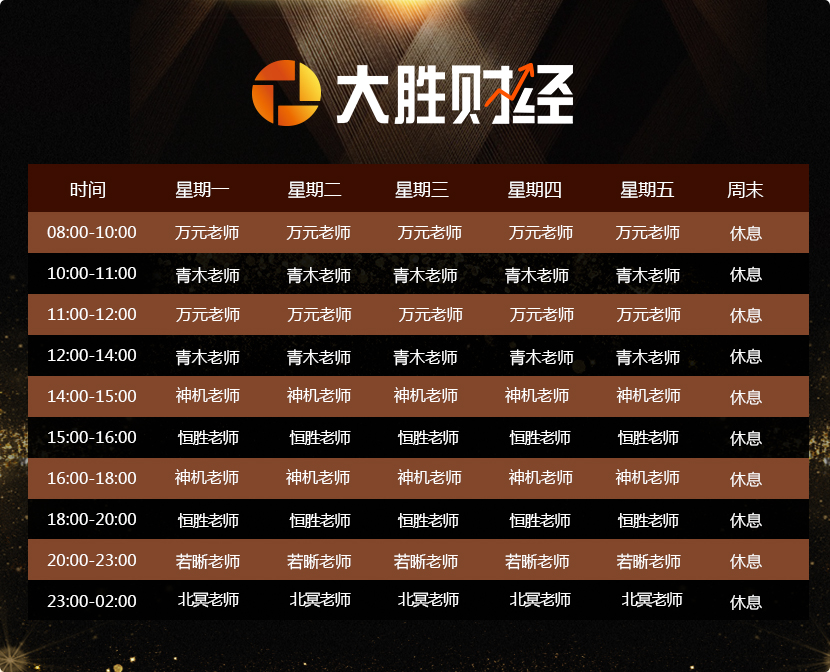 大胜财经
时间 星期一 星期二 星期三 星期四 星期五 周末
08:00-10:00 万元老师 万元老师 万元老师 万元老师 万元老师 休息
10:00-11:00 青木老师 青木老师 青木老师 青木老师 青木老师 休息
11:00-12:00 万元老师 万元老师 万元老师 万元老师 万元老师 休息
12:00-14:00 青木老师 青木老师 青木老师 青木老师 青木老师 休息
14:00-15:00 神机老师 神机老师 神机老师 神机老师 神机老师 休息
15:00-16:00 恒胜老师 恒胜老师 恒胜老师 恒胜老师 恒胜老师 休息
16:00-18:00 神机老师 神机老师 神机老师 神机老师 神机老师 休息
18:00-20:00 恒胜老师 恒胜老师 恒胜老师 恒胜老师 恒胜老师 休息
20:00-23:00 若晰老师 若晰老师 若晰老师 若晰老师 若晰老师 休息
23:00-02:00 北冥老师 北冥老师 北冥老师 北冥老师 北冥老师 休息